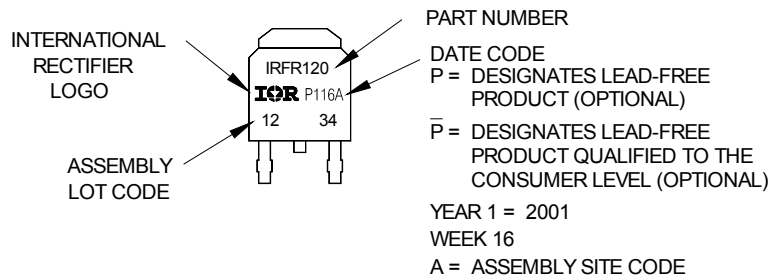 INTERNATIONAL
RECTIFIER
LOGO
ASSEMBLY
LOT CODE
IRFR120
IOR P116A
12 34
PART NUMBER
DATE CODE
P = DESIGNATES LEAD-FREE
PRODUCT (OPTIONAL)
P̅ = DESIGNATES LEAD-FREE
PRODUCT QUALIFIED TO THE
CONSUMER LEVEL (OPTIONAL)
YEAR 1 = 2001
WEEK 16
A = ASSEMBLY SITE CODE